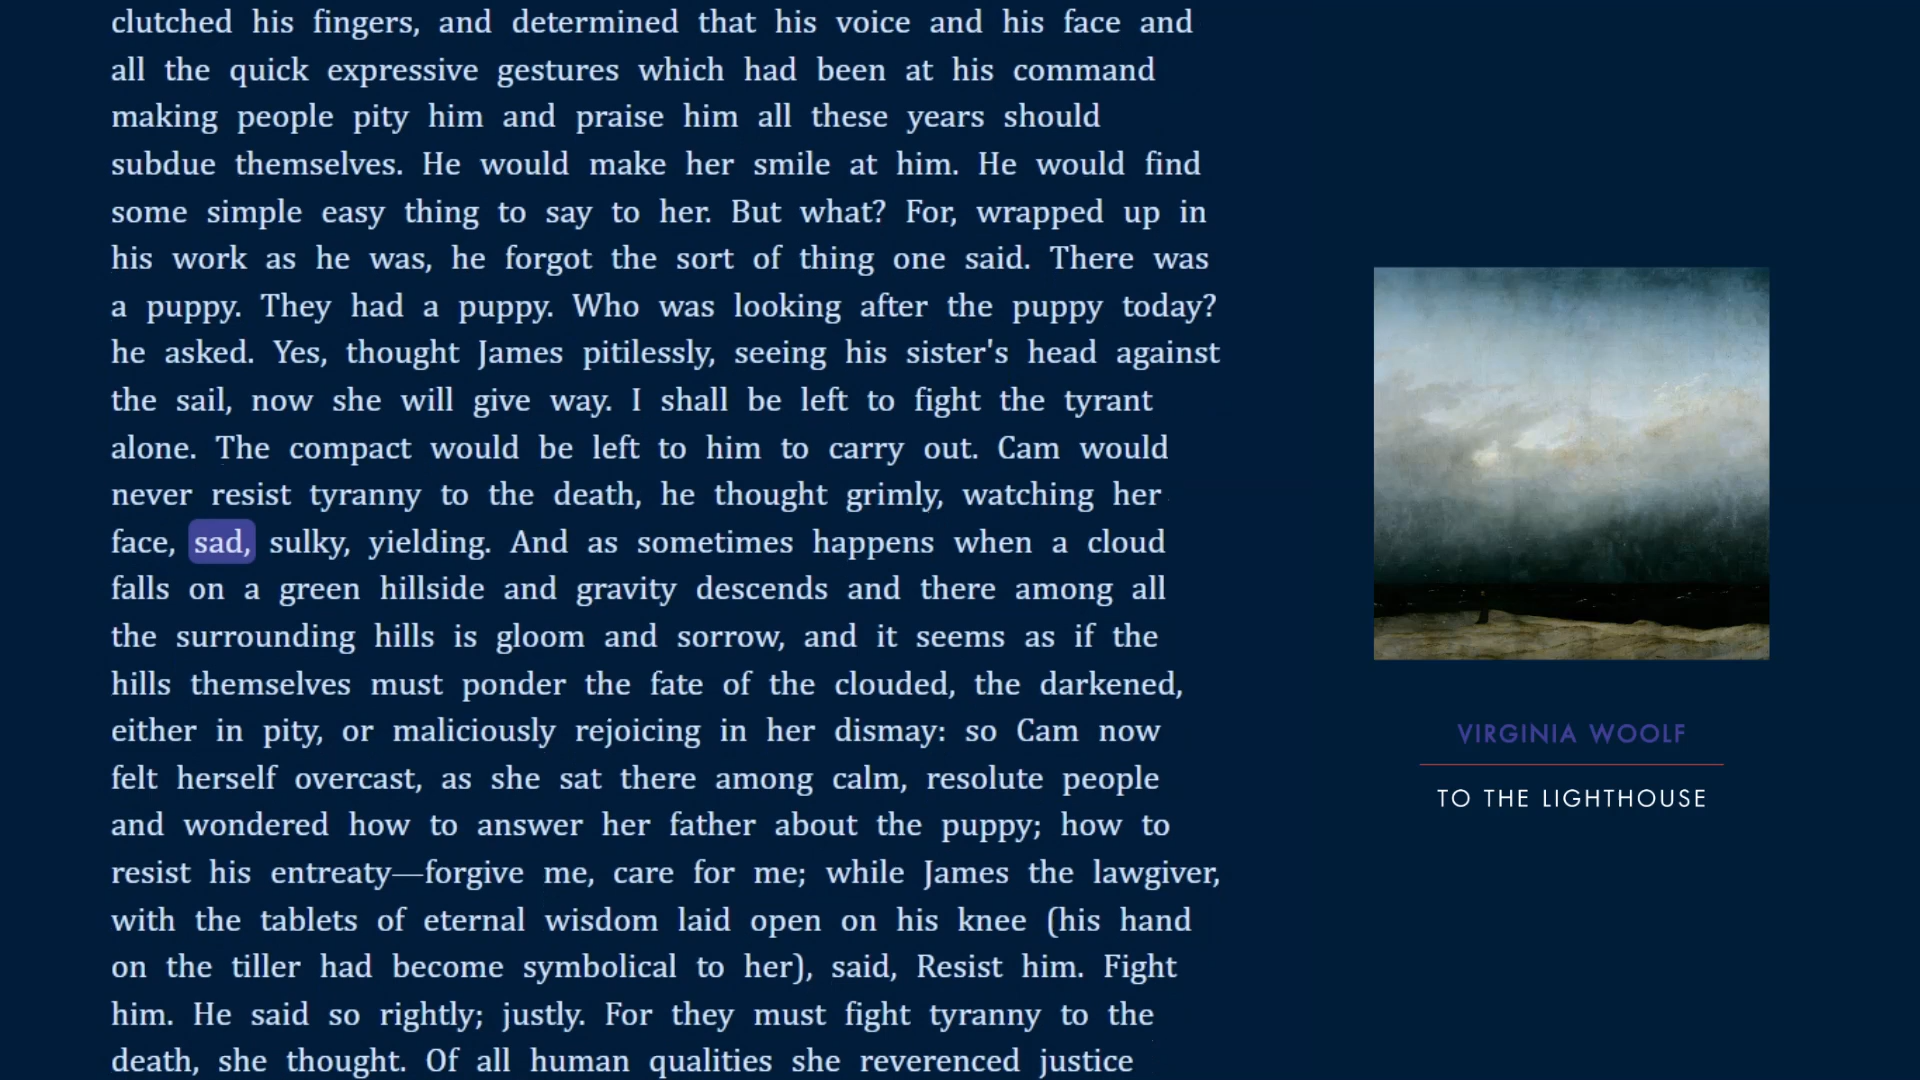 clutched his fingers, and determined that his voice and his face and
all the quick expressive gestures which had been at his command
making people pity him and praise him all these years should
subdue themselves. He would make her smile at him. He would find
some simple easy thing to say to her. But what? For, wrapped up in
his work as he was, he forgot the sort of thing one said. There was
a puppy. They had a puppy. Who was looking after the puppy today?
he asked. Yes, thought James pitilessly, seeing his sister's head against
the sail, now she will give way. I shall be left to fight the tyrant
alone. The compact would be left to him to carry out. Cam would
never resist tyranny to the death, he thought grimly, watching her
face, sad, sulky, yielding. And as sometimes happens when a cloud
falls on a green hillside and gravity descends and there among all
the surrounding hills is gloom and sorrow, and it seems as if the
hills themselves must ponder the fate of the clouded, the darkened,
either in pity, or maliciously rejoicing in her dismay: so Cam now
felt herself overcast, as she sat there among calm, resolute people
and wondered how to answer her father about the puppy; how to
resist his entreaty—forgive me, care for me; while James the lawgiver,
with the tablets of eternal wisdom laid open on his knee (his hand
on the tiller had become symbolical to her), said, Resist him. Fight
him. He said so rightly; justly. For they must fight tyranny to the
death, she thought. Of all human qualities she reverenced justice
VIRGINIA WOOLF
TO THE LIGHTHOUSE